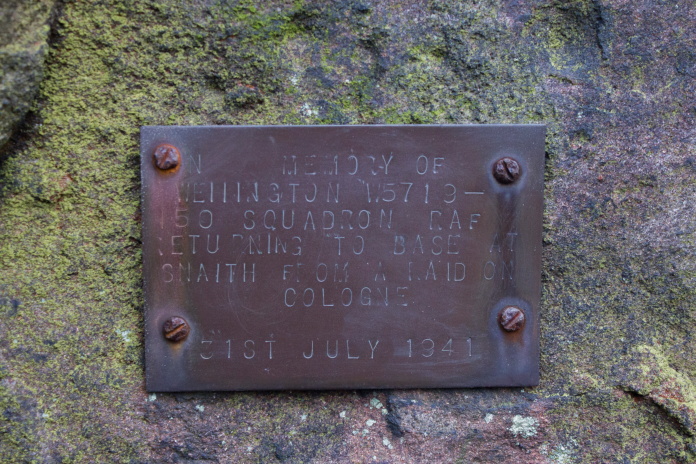 IN MEMORY OF
WELLINGTON W5719-
150 SQUADRON RAF
RETURNING TO BASE AT
SNAITH FROM A RAID ON
COLOGNE
31ST JULY 1941